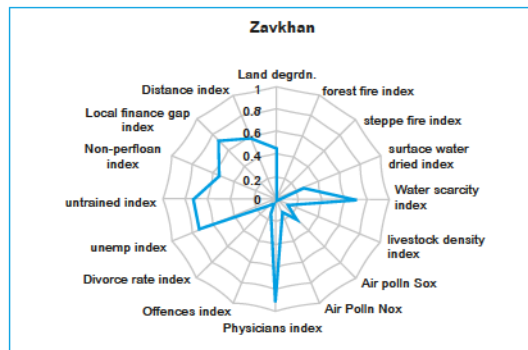 Zavkhan
Land degrdn.
forest fire index
steppe fire index
surtace water
dried index
Water scarcity
index
livestock density
index
Air polln Sox
Air Polln Nox
Physicians index
Offences index
Divorce rate index
unemp index
untrained index
Non-perfloan
index
Local finance gap
index
Distance index
1
0.8
0.6
0.4
0.2
0